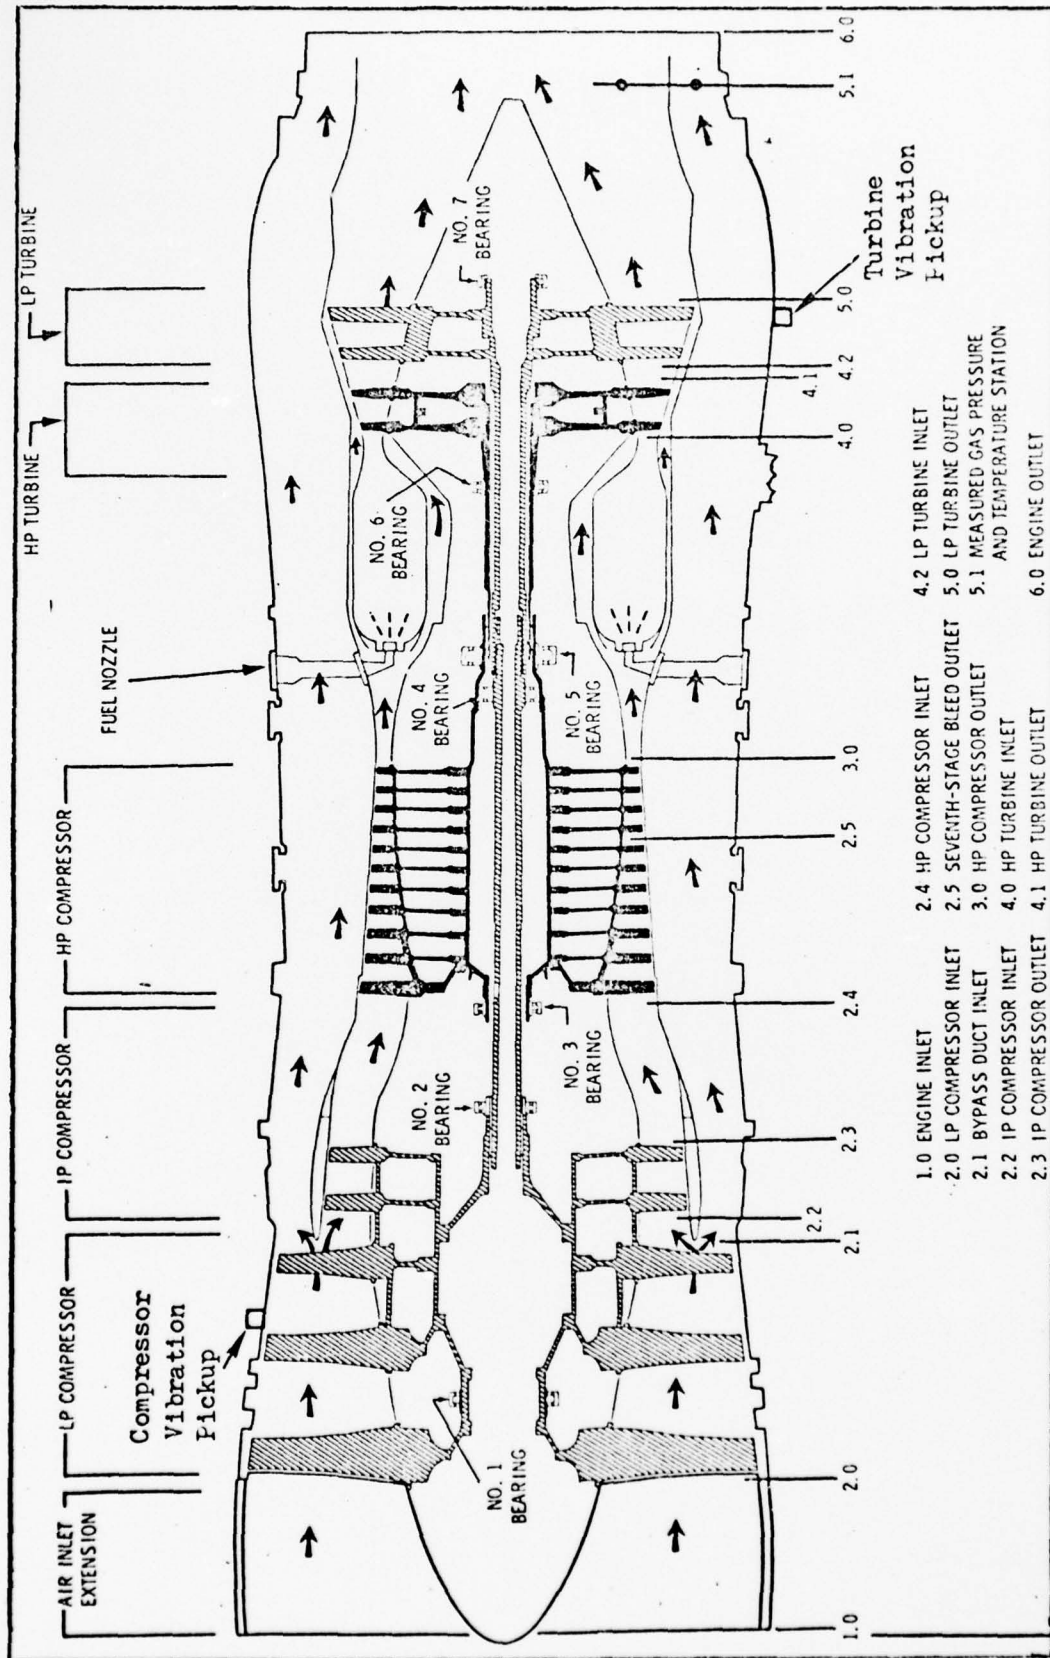 AIR INLET
EXTENSION
LP COMPRESSOR
IP COMPRESSOR
HP COMPRESSOR
FUEL NOZZLE
HP TURBINE
LP TURBINE
Compressor
Vibration
Pickup
NO. 1
BEARING
NO. 2
BEARING
NO. 3
BEARING
NO. 4
BEARING
NO. 5
BEARING
NO. 6
BEARING
NO. 7
BEARING
Turbine
Vibration
Pickup
1.0
2.0
2.1
2.2
2.3
2.4
2.5
3.0
4.0
4.1
4.2
5.0
5.1
6.0
1.0 ENGINE INLET
2.0 LP COMPRESSOR INLET
2.1 BYPASS DUCT INLET
2.2 IP COMPRESSOR INLET
2.3 IP COMPRESSOR OUTLET
2.4 HP COMPRESSOR INLET
2.5 SEVENTH-STAGE BLEED OUTLET
3.0 HP COMPRESSOR OUTLET
4.0 HP TURBINE INLET
4.1 HP TURBINE OUTLET
4.2 LP TURBINE INLET
5.0 LP TURBINE OUTLET
5.1 MEASURED GAS PRESSURE
AND TEMPERATURE STATION
6.0 ENGINE OUTLET